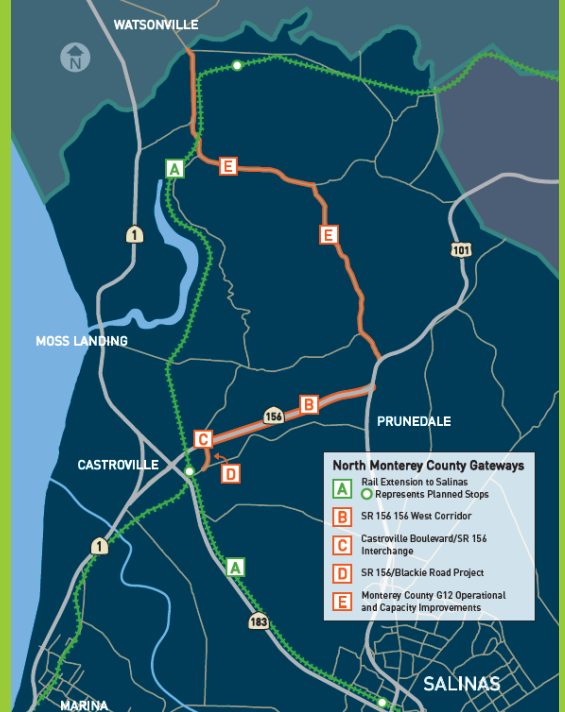 WATSONVILLE
N
A
E
1
E
101
MOSS LANDING
B
156
PRUNEDALE
C
CASTROVILLE
D
1
A
183
SALINAS
MARINA
North Monterey County Gateways
A Rail Extension to Salinas
Represents Planned Stops
B SR 156 156 West Corridor
C Castroville Boulevard/SR 156
Interchange
D SR 156/Blackie Road Project
E Monterey County G12 Operational
and Capacity Improvements